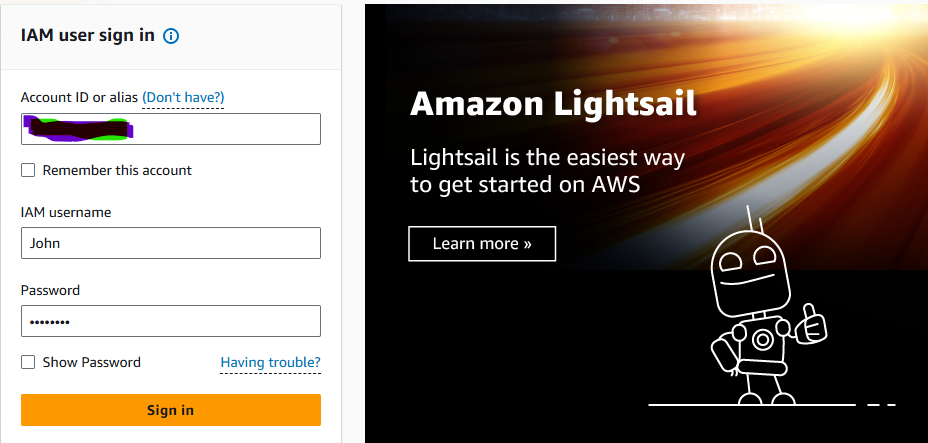 IAM user sign in
Account ID or alias (Don't have?)
Remember this account
IAM username
John
Password
••••••••
Show Password
Having trouble?
Sign in
Amazon Lightsail
Lightsail is the easiest way
to get started on AWS
Learn more »